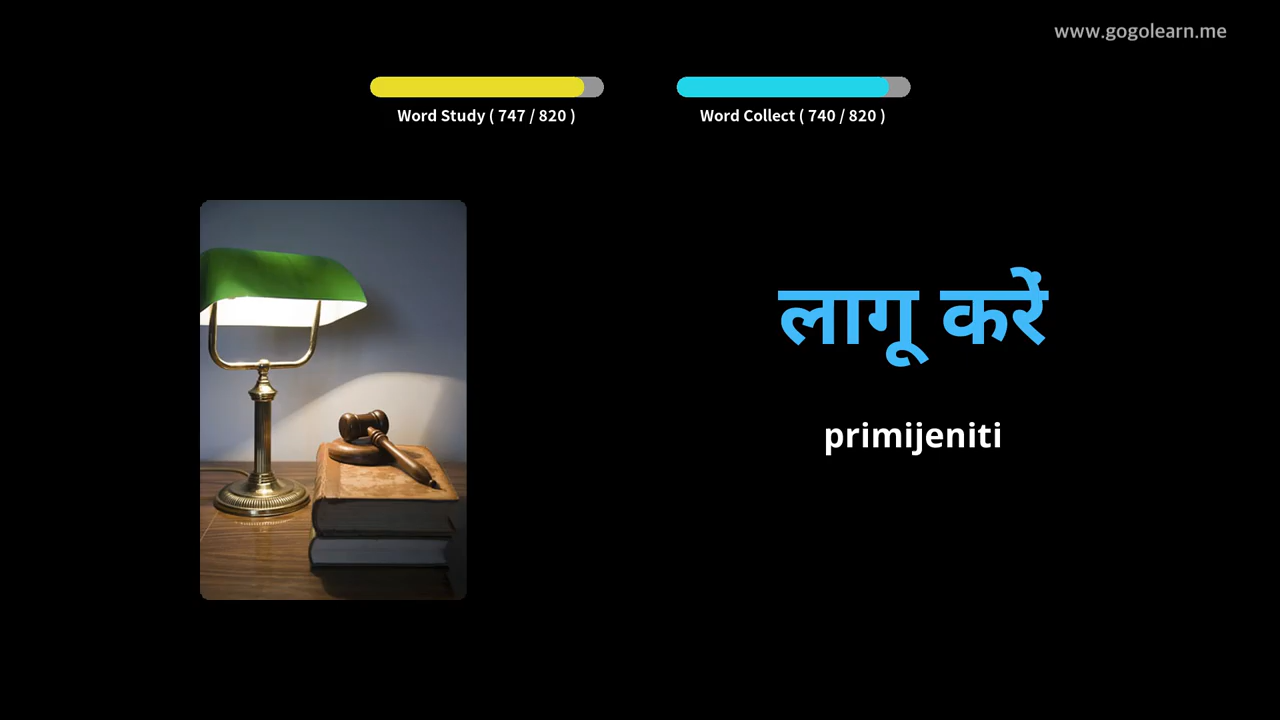 www.gogolearn.me
Word Study ( 747 / 820 )
Word Collect ( 740 / 820 )
लागू करें
primijeniti